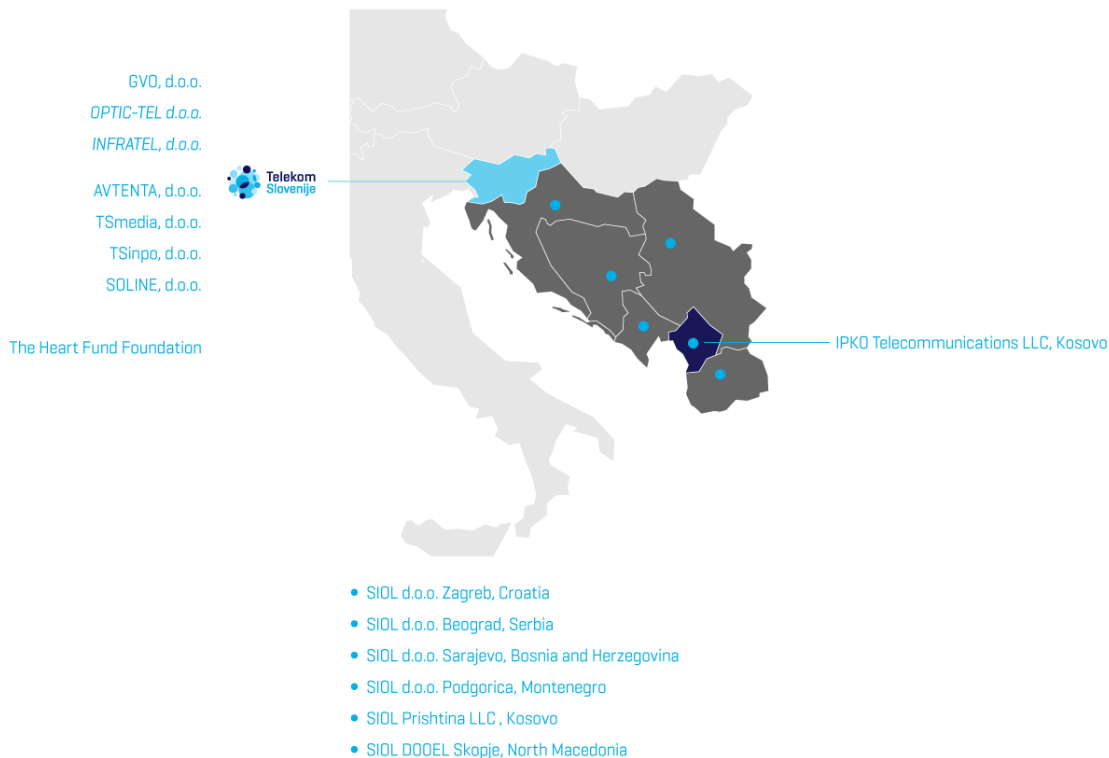 GVO, d.o.o.
OPTIC-TEL d.o.o.
INFRATEL, d.o.o.
AVTENTA, d.o.o.
TSmedia, d.o.o.
TSinpo, d.o.o.
SOLINE, d.o.o.
The Heart Fund Foundation
Telekom
Slovenije
IPKO Telecommunications LLC, Kosovo
SIOL d.o.o. Zagreb, Croatia
SIOL d.o.o. Beograd, Serbia
SIOL d.o.o. Sarajevo, Bosnia and Herzegovina
SIOL d.o.o. Podgorica, Montenegro
SIOL Prishtina LLC , Kosovo
SIOL DOOEL Skopje, North Macedonia